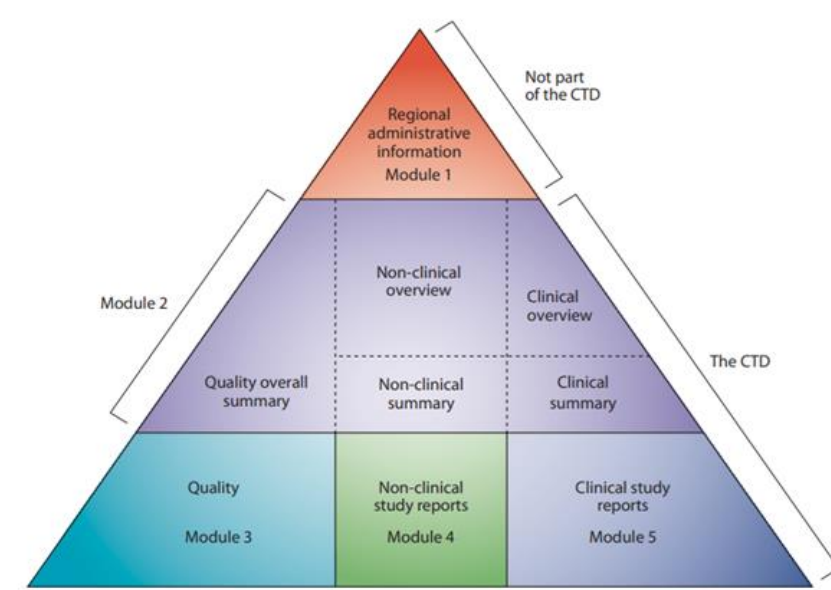 Not part
of the CTD
Regional
administrative
information
Module 1
Module 2
Non-clinical
overview
Clinical
overview
The CTD
Quality overall
summary
Non-clinical
summary
Clinical
summary
Quality
Module 3
Non-clinical
study reports
Module 4
Clinical study
reports
Module 5